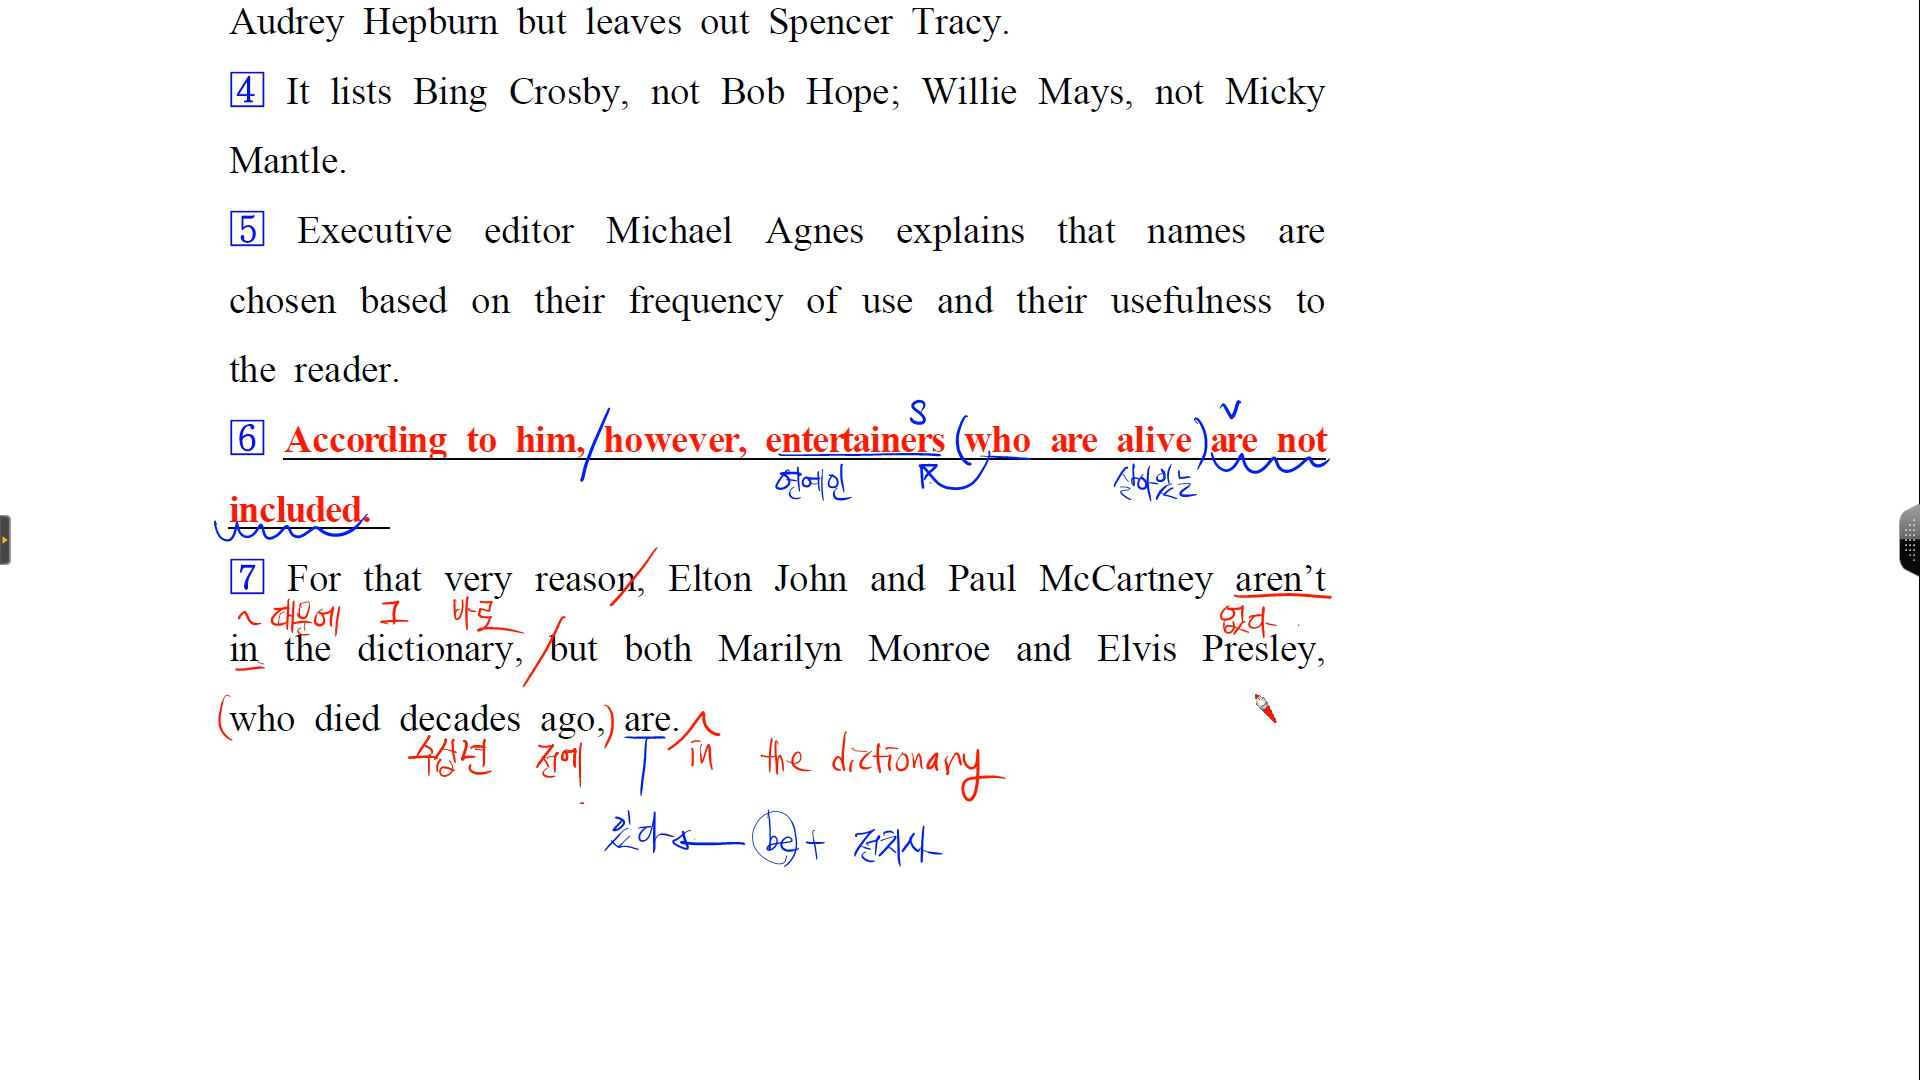 Audrey Hepburn but leaves out Spencer Tracy.
4 It lists Bing Crosby, not Bob Hope; Willie Mays, not Micky
Mantle.
5 Executive editor Michael Agnes explains that names are
chosen based on their frequency of use and their usefulness to
the reader.
S V
6 According to him, / however, entertainers (who are alive) are not
연예인 살아있는
included.
7 For that very reason, / Elton John and Paul McCartney aren’t
~때문에 그 바로 없다
in the dictionary, / but both Marilyn Monroe and Elvis Presley,
(who died decades ago,) are.
수십년 전에 in the dictionary
있다 ← be + 전치사